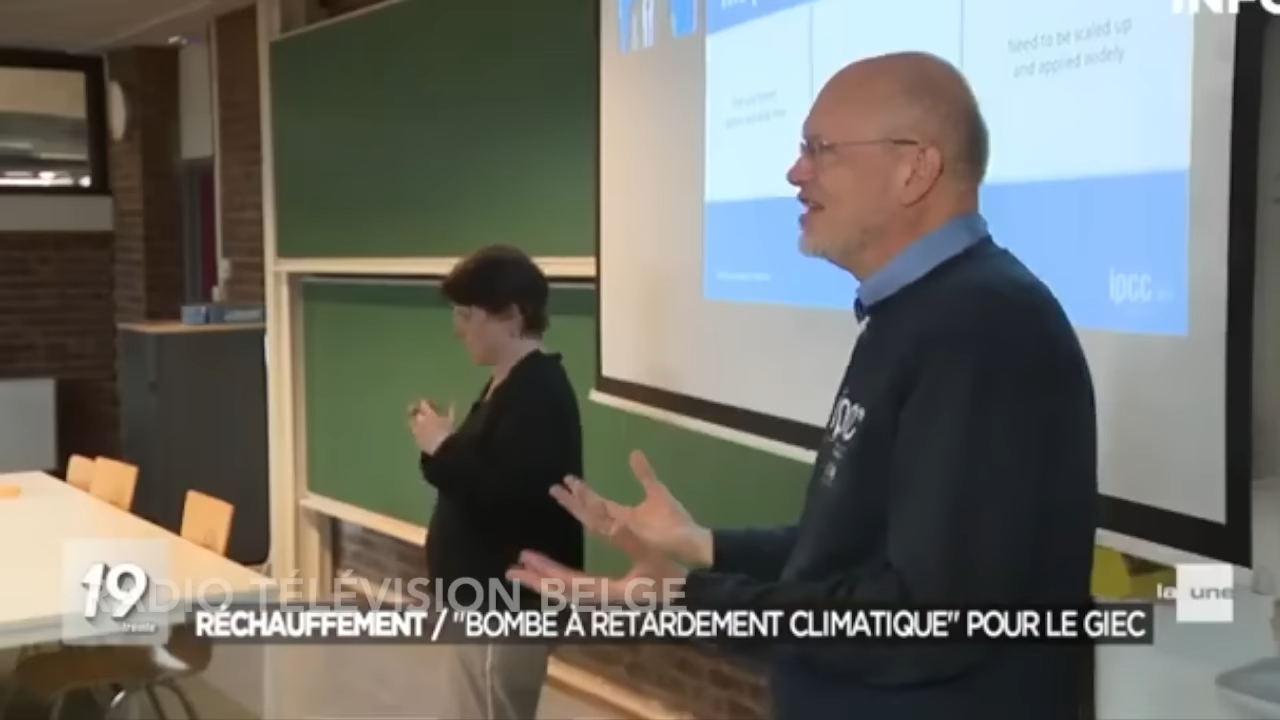 INFO
Need to be scaled up
and applied widely
ipcc
ipcc
19
trente
RADIO TÉLÉVISION BELGE
RÉCHAUFFEMENT / "BOMBE À RETARDEMENT CLIMATIQUE" POUR LE GIEC
la une